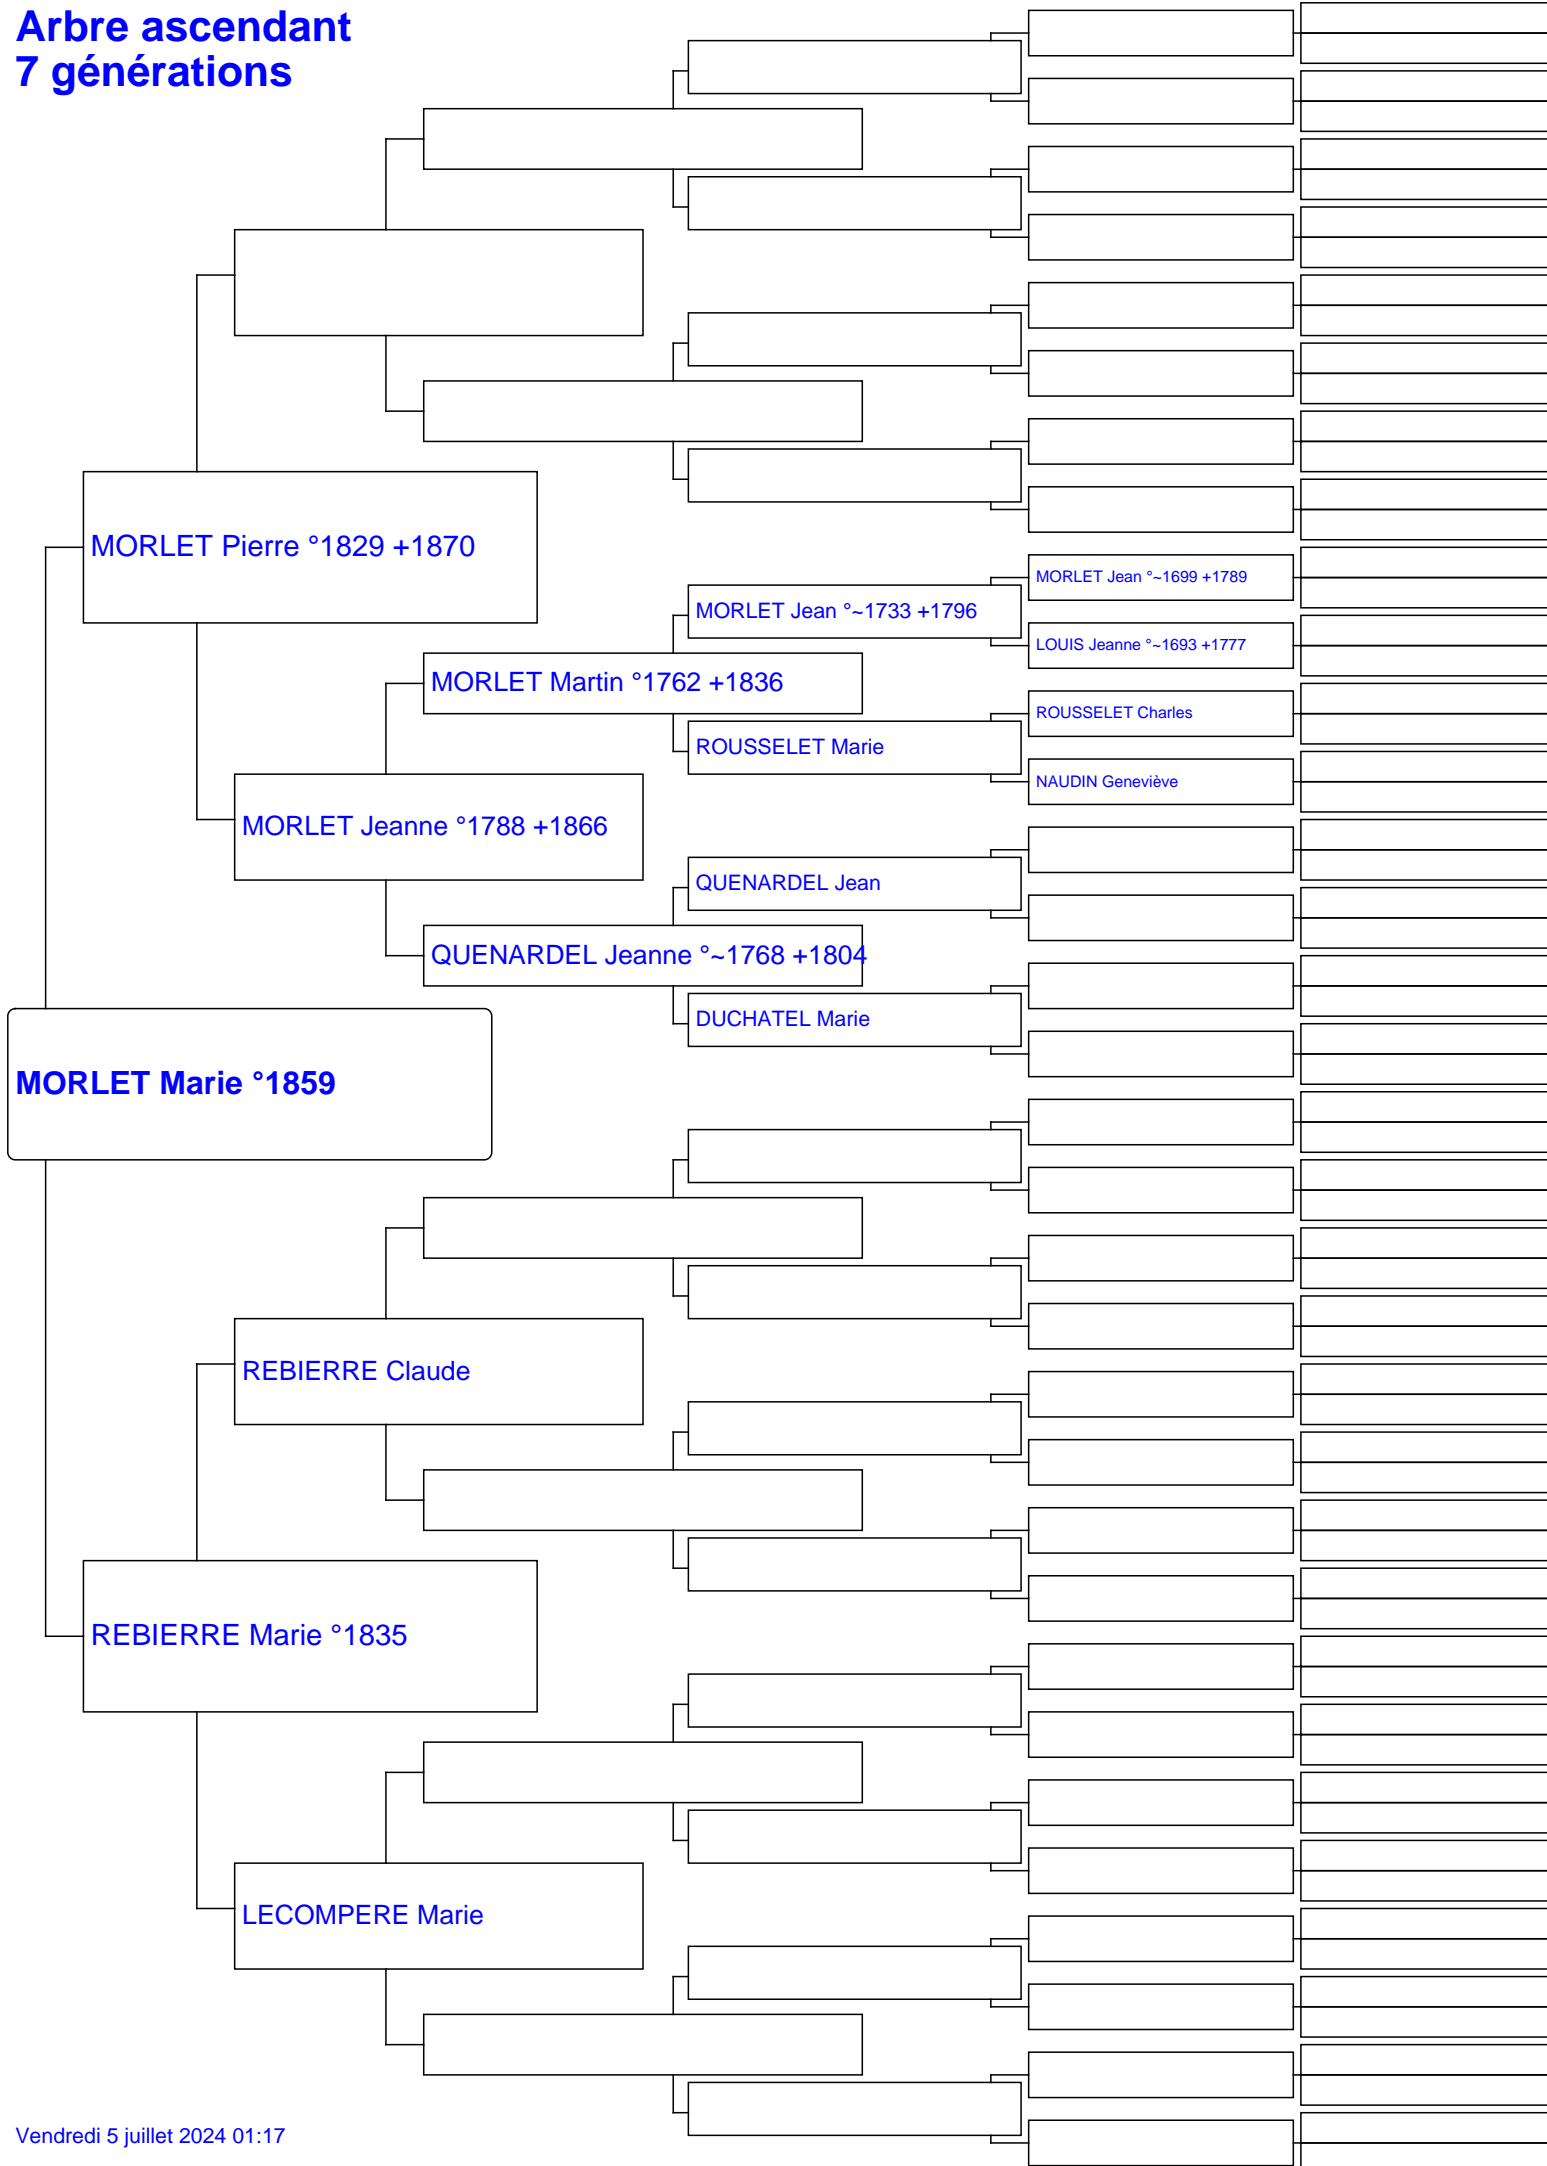 Arbre ascendant
7 générations
MORLET Pierre °1829 +1870
MORLET Jean °~1699 +1789
MORLET Jean °~1733 +1796
LOUIS Jeanne °~1693 +1777
MORLET Martin °1762 +1836
ROUSSELET Charles
ROUSSELET Marie
NAUDIN Geneviève
MORLET Jeanne °1788 +1866
QUENARDEL Jean
QUENARDEL Jeanne °~1768 +1804
DUCHATEL Marie
MORLET Marie °1859
REBIERRE Claude
REBIERRE Marie °1835
LECOMPERE Marie
Vendredi 5 juillet 2024 01:17